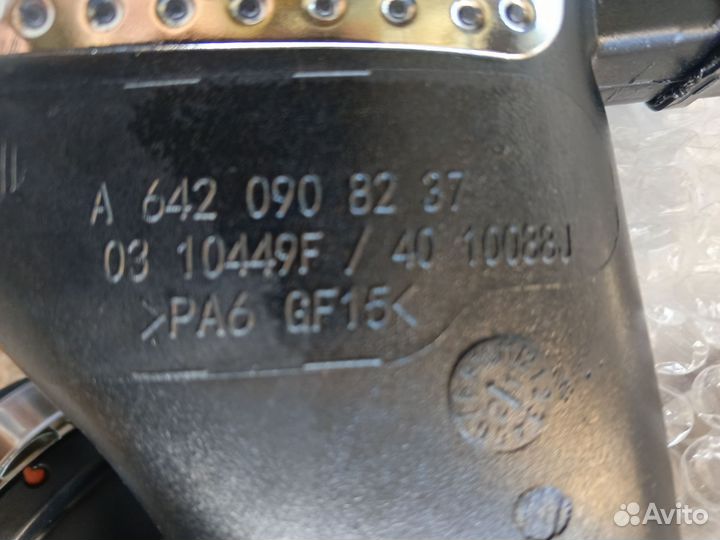 A 642 090 82 37
03 10449F / 40 10088J
>PA6 GF15<
Avito